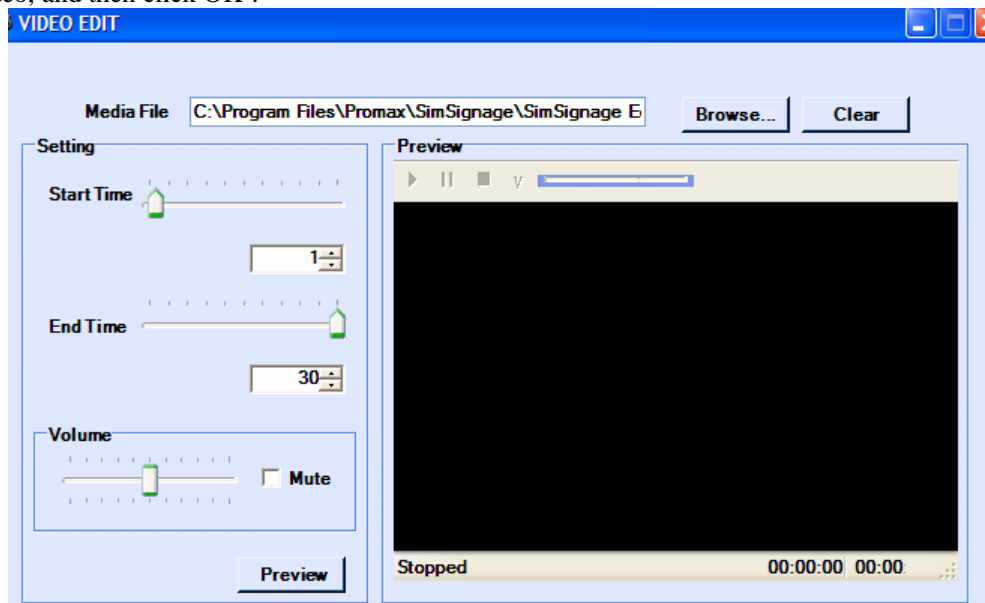 VIDEO EDIT
Media File C:\Program Files\Promax\SimSignage\SimSignage E Browse... Clear
Setting
Start Time
1
End Time
30
Volume
Mute
Preview
Preview
Stopped 00:00:00 00:00: